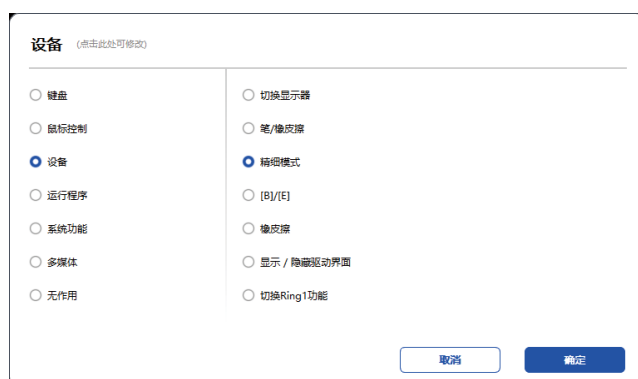 设备 (点击此处可修改)
键盘
切换显示器
鼠标控制
笔/橡皮擦
设备
精细模式
运行程序
[B]/[E]
系统功能
橡皮擦
多媒体
显示 / 隐藏驱动界面
无作用
切换Ring1功能
取消
确定